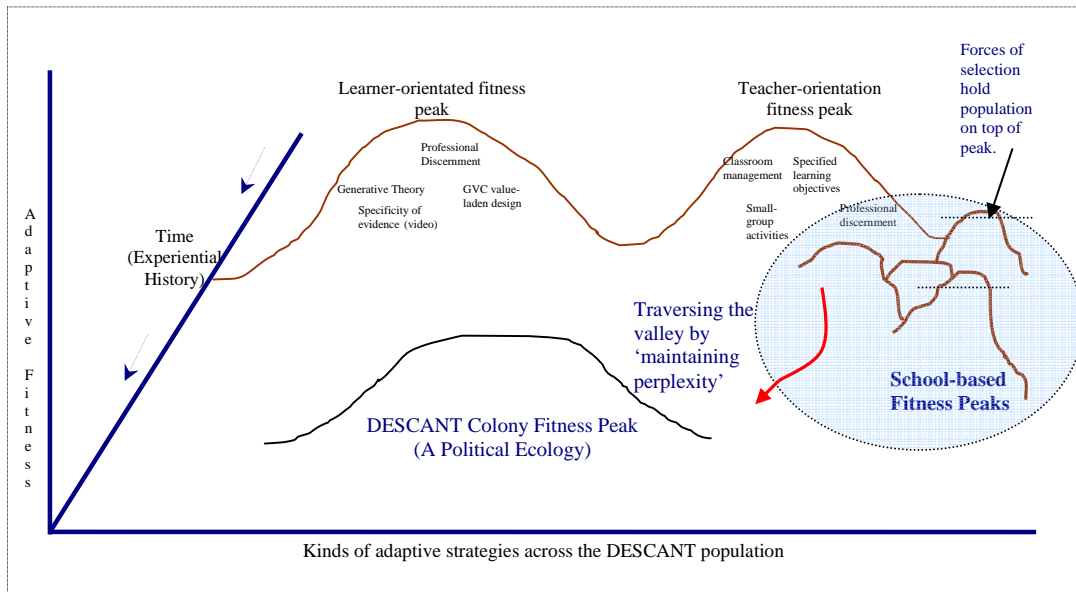 Forces of
selection
hold
population
on top of
peak.
Learner-orientated fitness
peak
Teacher-orientation
fitness peak
Professional
Discernment
Generative Theory
GVC value-
laden design
Specificity of
evidence (video)
Classroom
management
Specified
learning
objectives
Small-
group
activities
Professional
discernment
Adaptive Fitness
Time
(Experiential
History)
Traversing the
valley by
‘maintaining
perplexity’
School-based
Fitness Peaks
DESCANT Colony Fitness Peak
(A Political Ecology)
Kinds of adaptive strategies across the DESCANT population